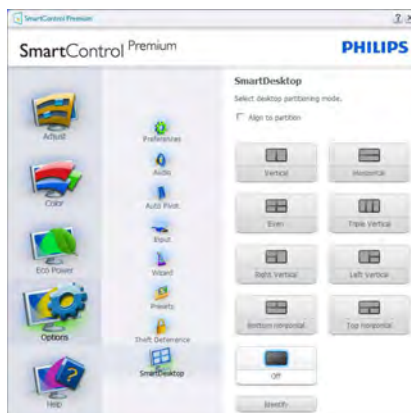 SmartControl Premium
SmartControl Premium
PHILIPS
Adjust
Color
Eco Power
Options
Help
Preferences
Audio
Auto Pivot
Input
Wizard
Presets
Theft Deterrence
SmartDesktop
SmartDesktop
Select desktop partitioning mode.
Align to partition
Vertical
Horizontal
Even
Triple Vertical
Right Vertical
Left Vertical
Bottom Horizontal
Top Horizontal
Off
Identify